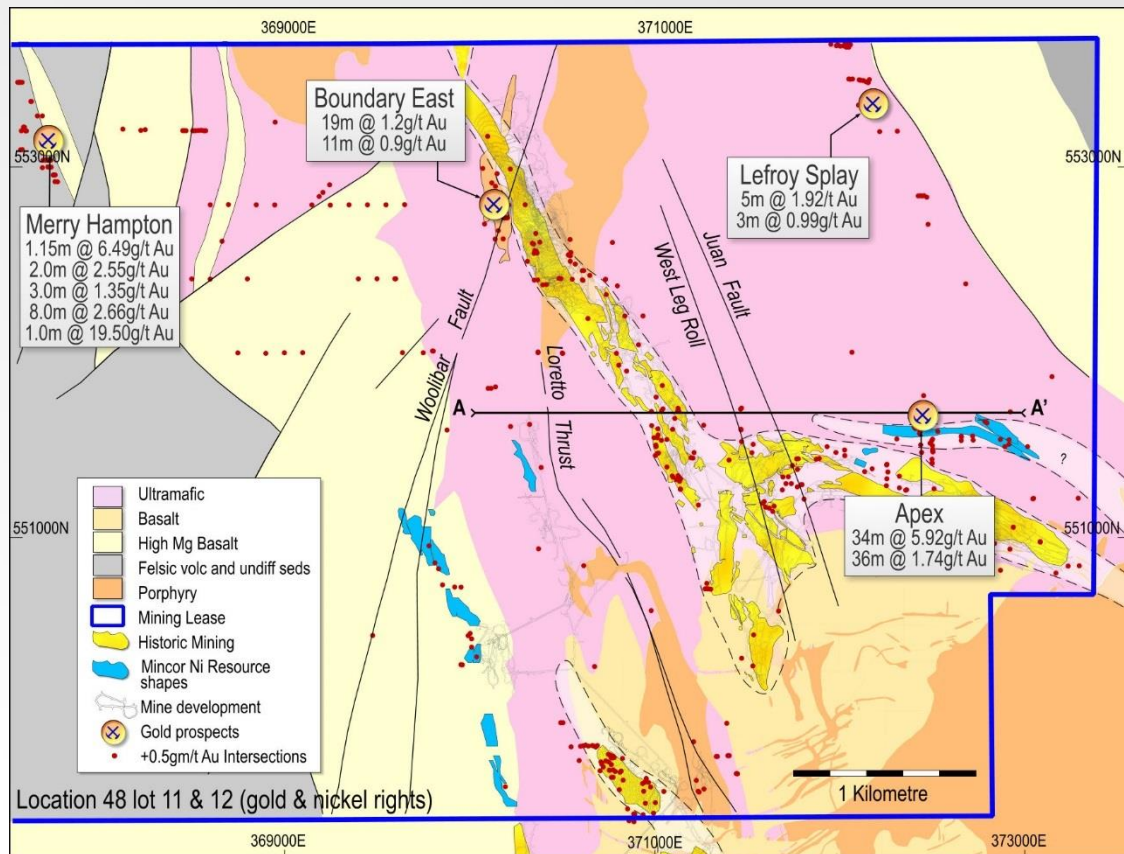 369000E
371000E
Boundary East
19m @ 1.2g/t Au
11m @ 0.9g/t Au
553000N
553000N
Lefroy Splay
5m @ 1.92/t Au
3m @ 0.99g/t Au
Merry Hampton
1.15m @ 6.49g/t Au
2.0m @ 2.55g/t Au
3.0m @ 1.35g/t Au
8.0m @ 2.66g/t Au
1.0m @ 19.50g/t Au
Juan Fault
West Leg Roll
Woolibar Fault
Loretto Thrust
A
A'
?
Apex
34m @ 5.92g/t Au
36m @ 1.74g/t Au
551000N
551000N
Ultramafic
Basalt
High Mg Basalt
Felsic volc and undiff seds
Porphyry
Mining Lease
Historic Mining
Mincor Ni Resource
shapes
Mine development
Gold prospects
+0.5gm/t Au Intersections
1 Kilometre
Location 48 lot 11 & 12 (gold & nickel rights)
369000E
371000E
373000E